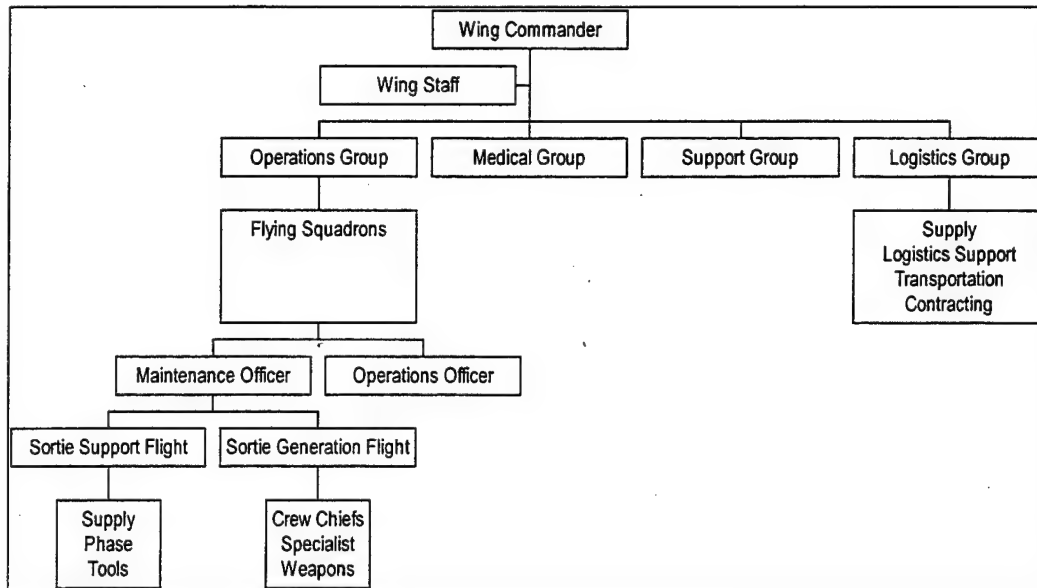 Wing Commander
Wing Staff
Operations Group
Medical Group
Support Group
Logistics Group
Flying Squadrons
Supply
Logistics Support
Transportation
Contracting
Maintenance Officer
Operations Officer
Sortie Support Flight
Sortie Generation Flight
Supply
Phase
Tools
Crew Chiefs
Specialist
Weapons